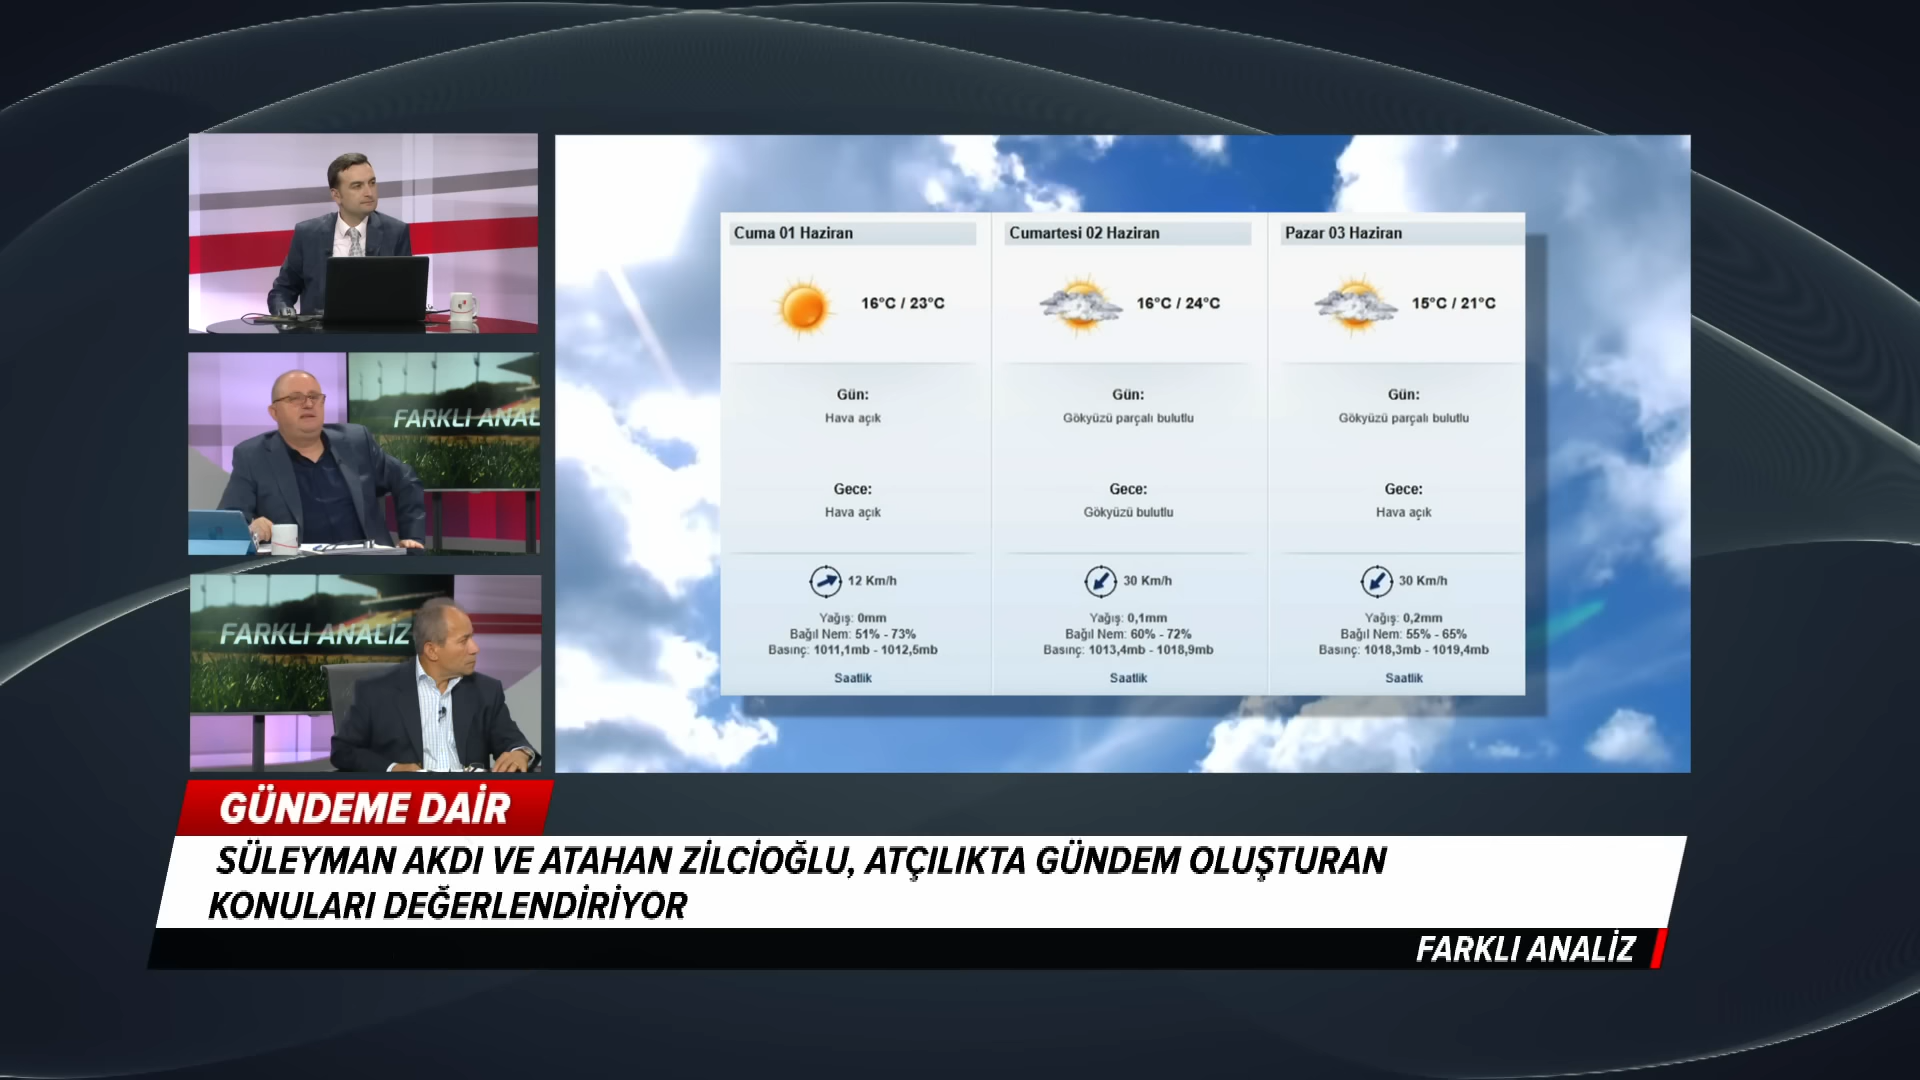 FARKLI ANAL
FARKLI ANALİZ
Cuma 01 Haziran
16°C / 23°C
Gün:
Hava açık
Gece:
Hava açık
12 Km/h
Yağış: 0mm
Bağıl Nem: 51% - 73%
Basınç: 1011,1mb - 1012,5mb
Saatlik
Cumartesi 02 Haziran
16°C / 24°C
Gün:
Gökyüzü parçalı bulutlu
Gece:
Gökyüzü bulutlu
30 Km/h
Yağış: 0,1mm
Bağıl Nem: 60% - 72%
Basınç: 1013,4mb - 1018,9mb
Saatlik
Pazar 03 Haziran
15°C / 21°C
Gün:
Gökyüzü parçalı bulutlu
Gece:
Hava açık
30 Km/h
Yağış: 0,2mm
Bağıl Nem: 55% - 65%
Basınç: 1018,3mb - 1019,4mb
Saatlik
GÜNDEME DAİR
SÜLEYMAN AKDI VE ATAHAN ZİLCİOĞLU, ATÇILIKTA GÜNDEM OLUŞTURAN
KONULARI DEĞERLENDİRİYOR
FARKLI ANALİZ